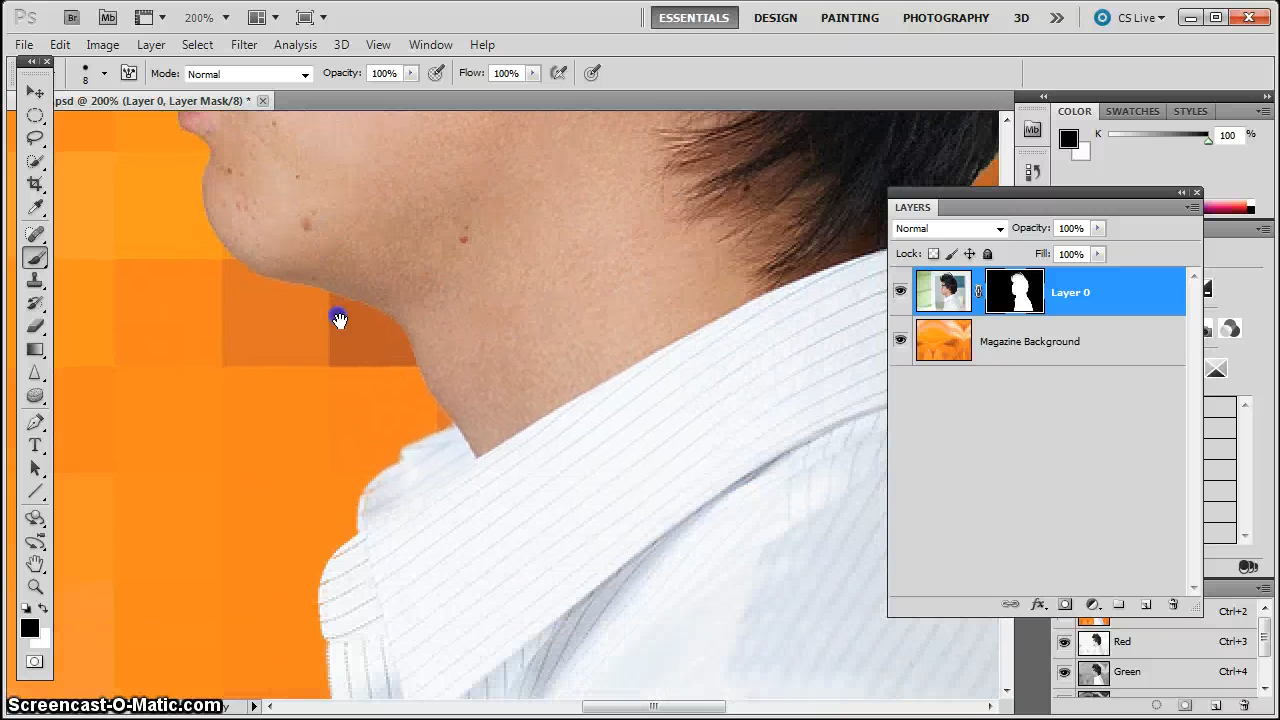 Ps Br Mb 200% ESSENTIALS DESIGN PAINTING PHOTOGRAPHY 3D CS Live
File Edit Image Layer Select Filter Analysis 3D View Window Help
8 Mode: Normal Opacity: 100% Flow: 100%
psd @ 200% (Layer 0, Layer Mask/8) *
COLOR SWATCHES STYLES
Mb
K 100 %
LAYERS
Normal Opacity: 100%
Lock: Fill: 100%
Layer 0
Magazine Background
T
fx
Ctrl+2
Red Ctrl+3
Green Ctrl+4
Screencast-O-Matic.com